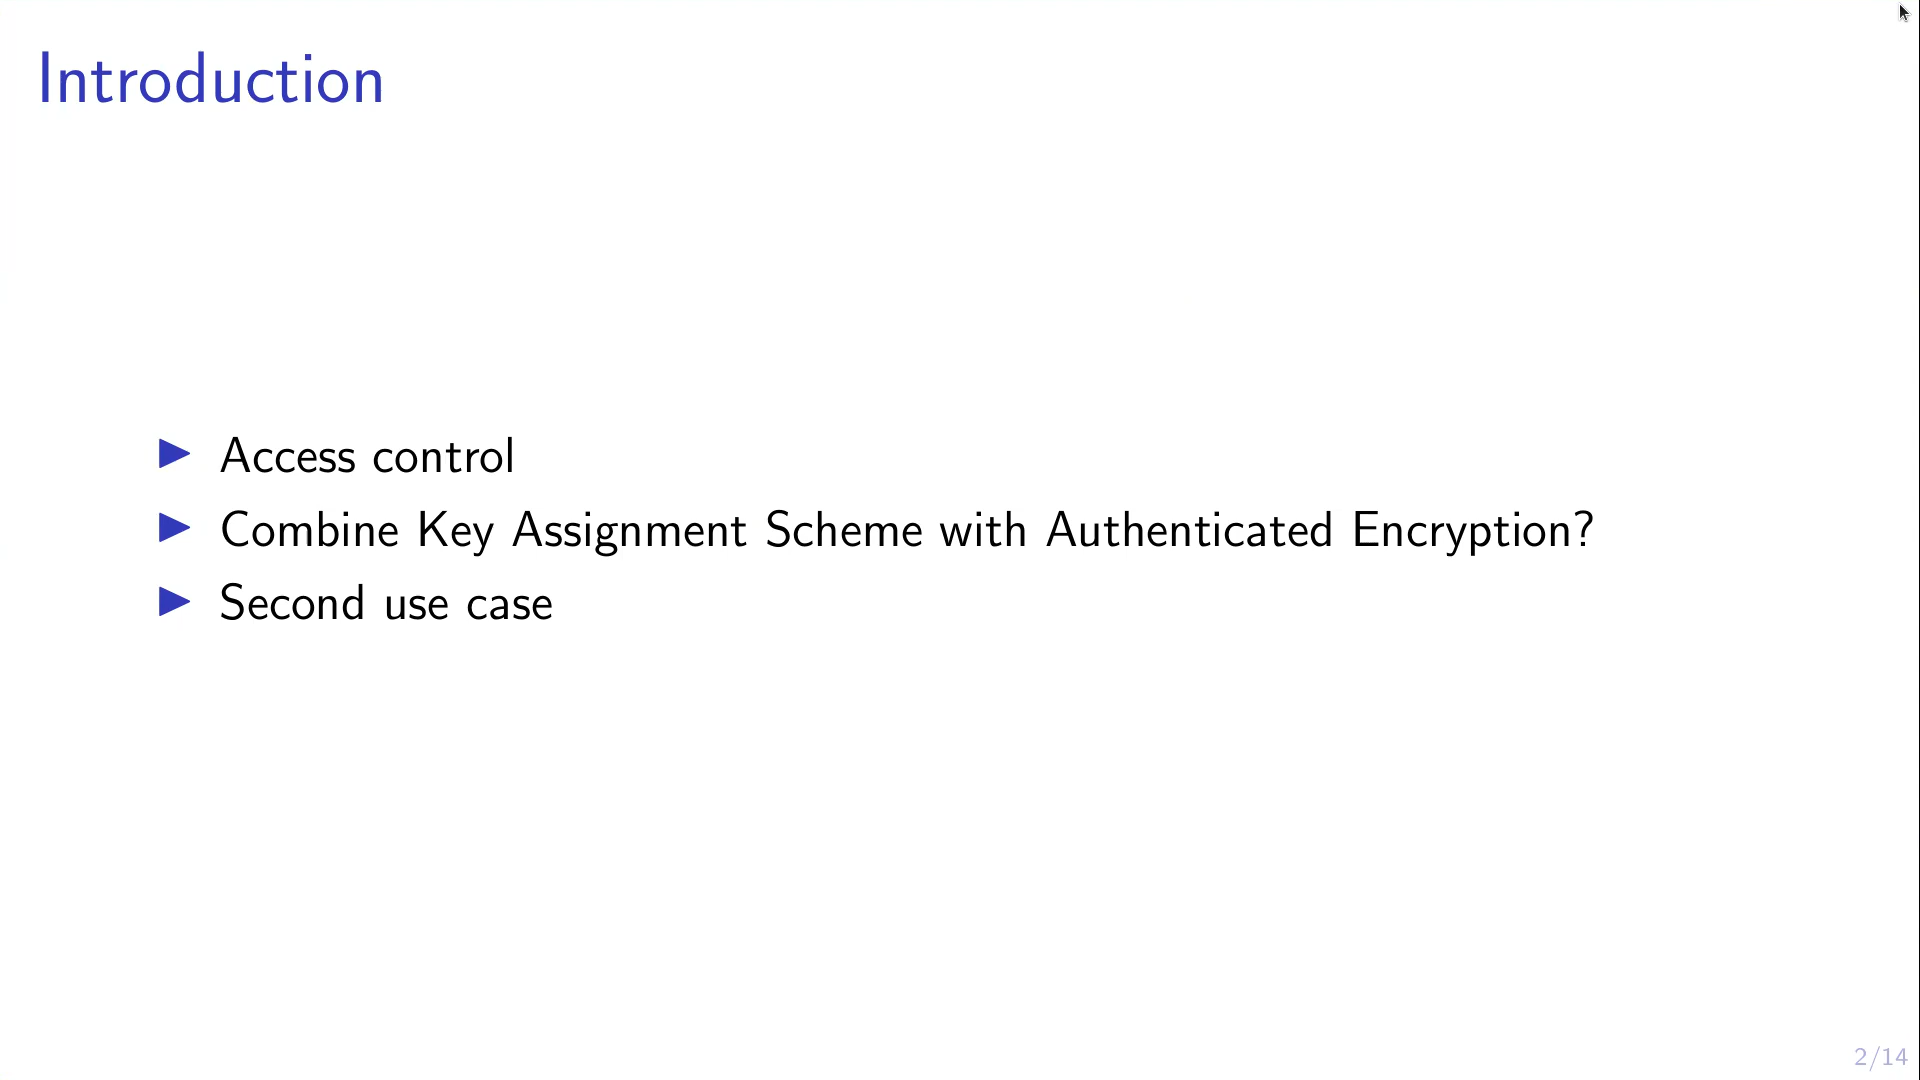 Introduction
Access control
Combine Key Assignment Scheme with Authenticated Encryption?
Second use case
2/14